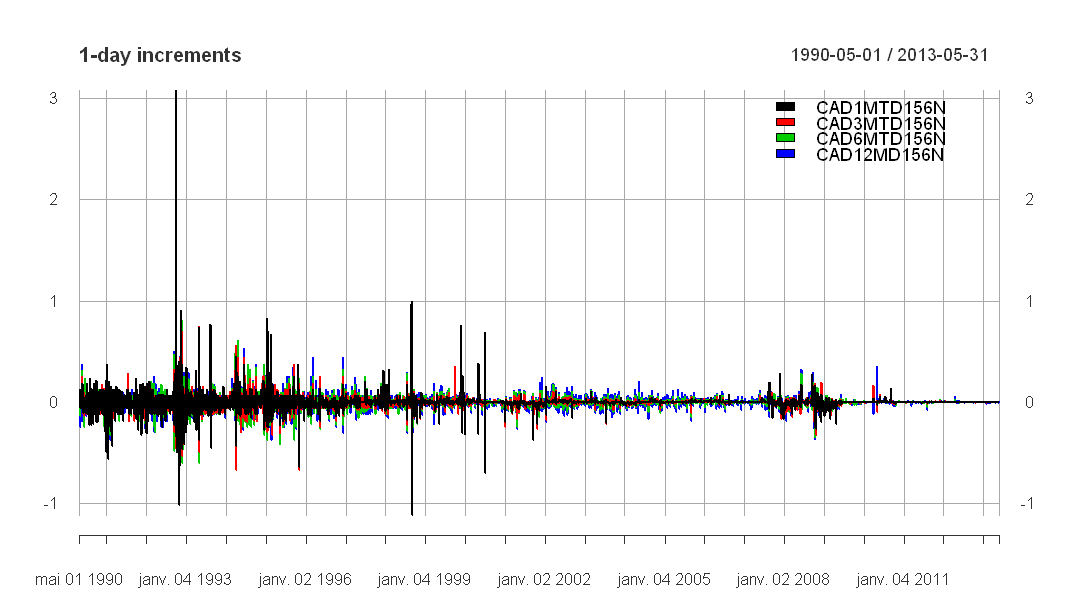 1-day increments
1990-05-01 / 2013-05-31
3
3
CAD1MTD156N
CAD3MTD156N
CAD6MTD156N
CAD12MD156N
2
2
1
1
0
0
-1
-1
mai 01 1990 janv. 04 1993 janv. 02 1996 janv. 04 1999 janv. 02 2002 janv. 04 2005 janv. 02 2008 janv. 04 2011